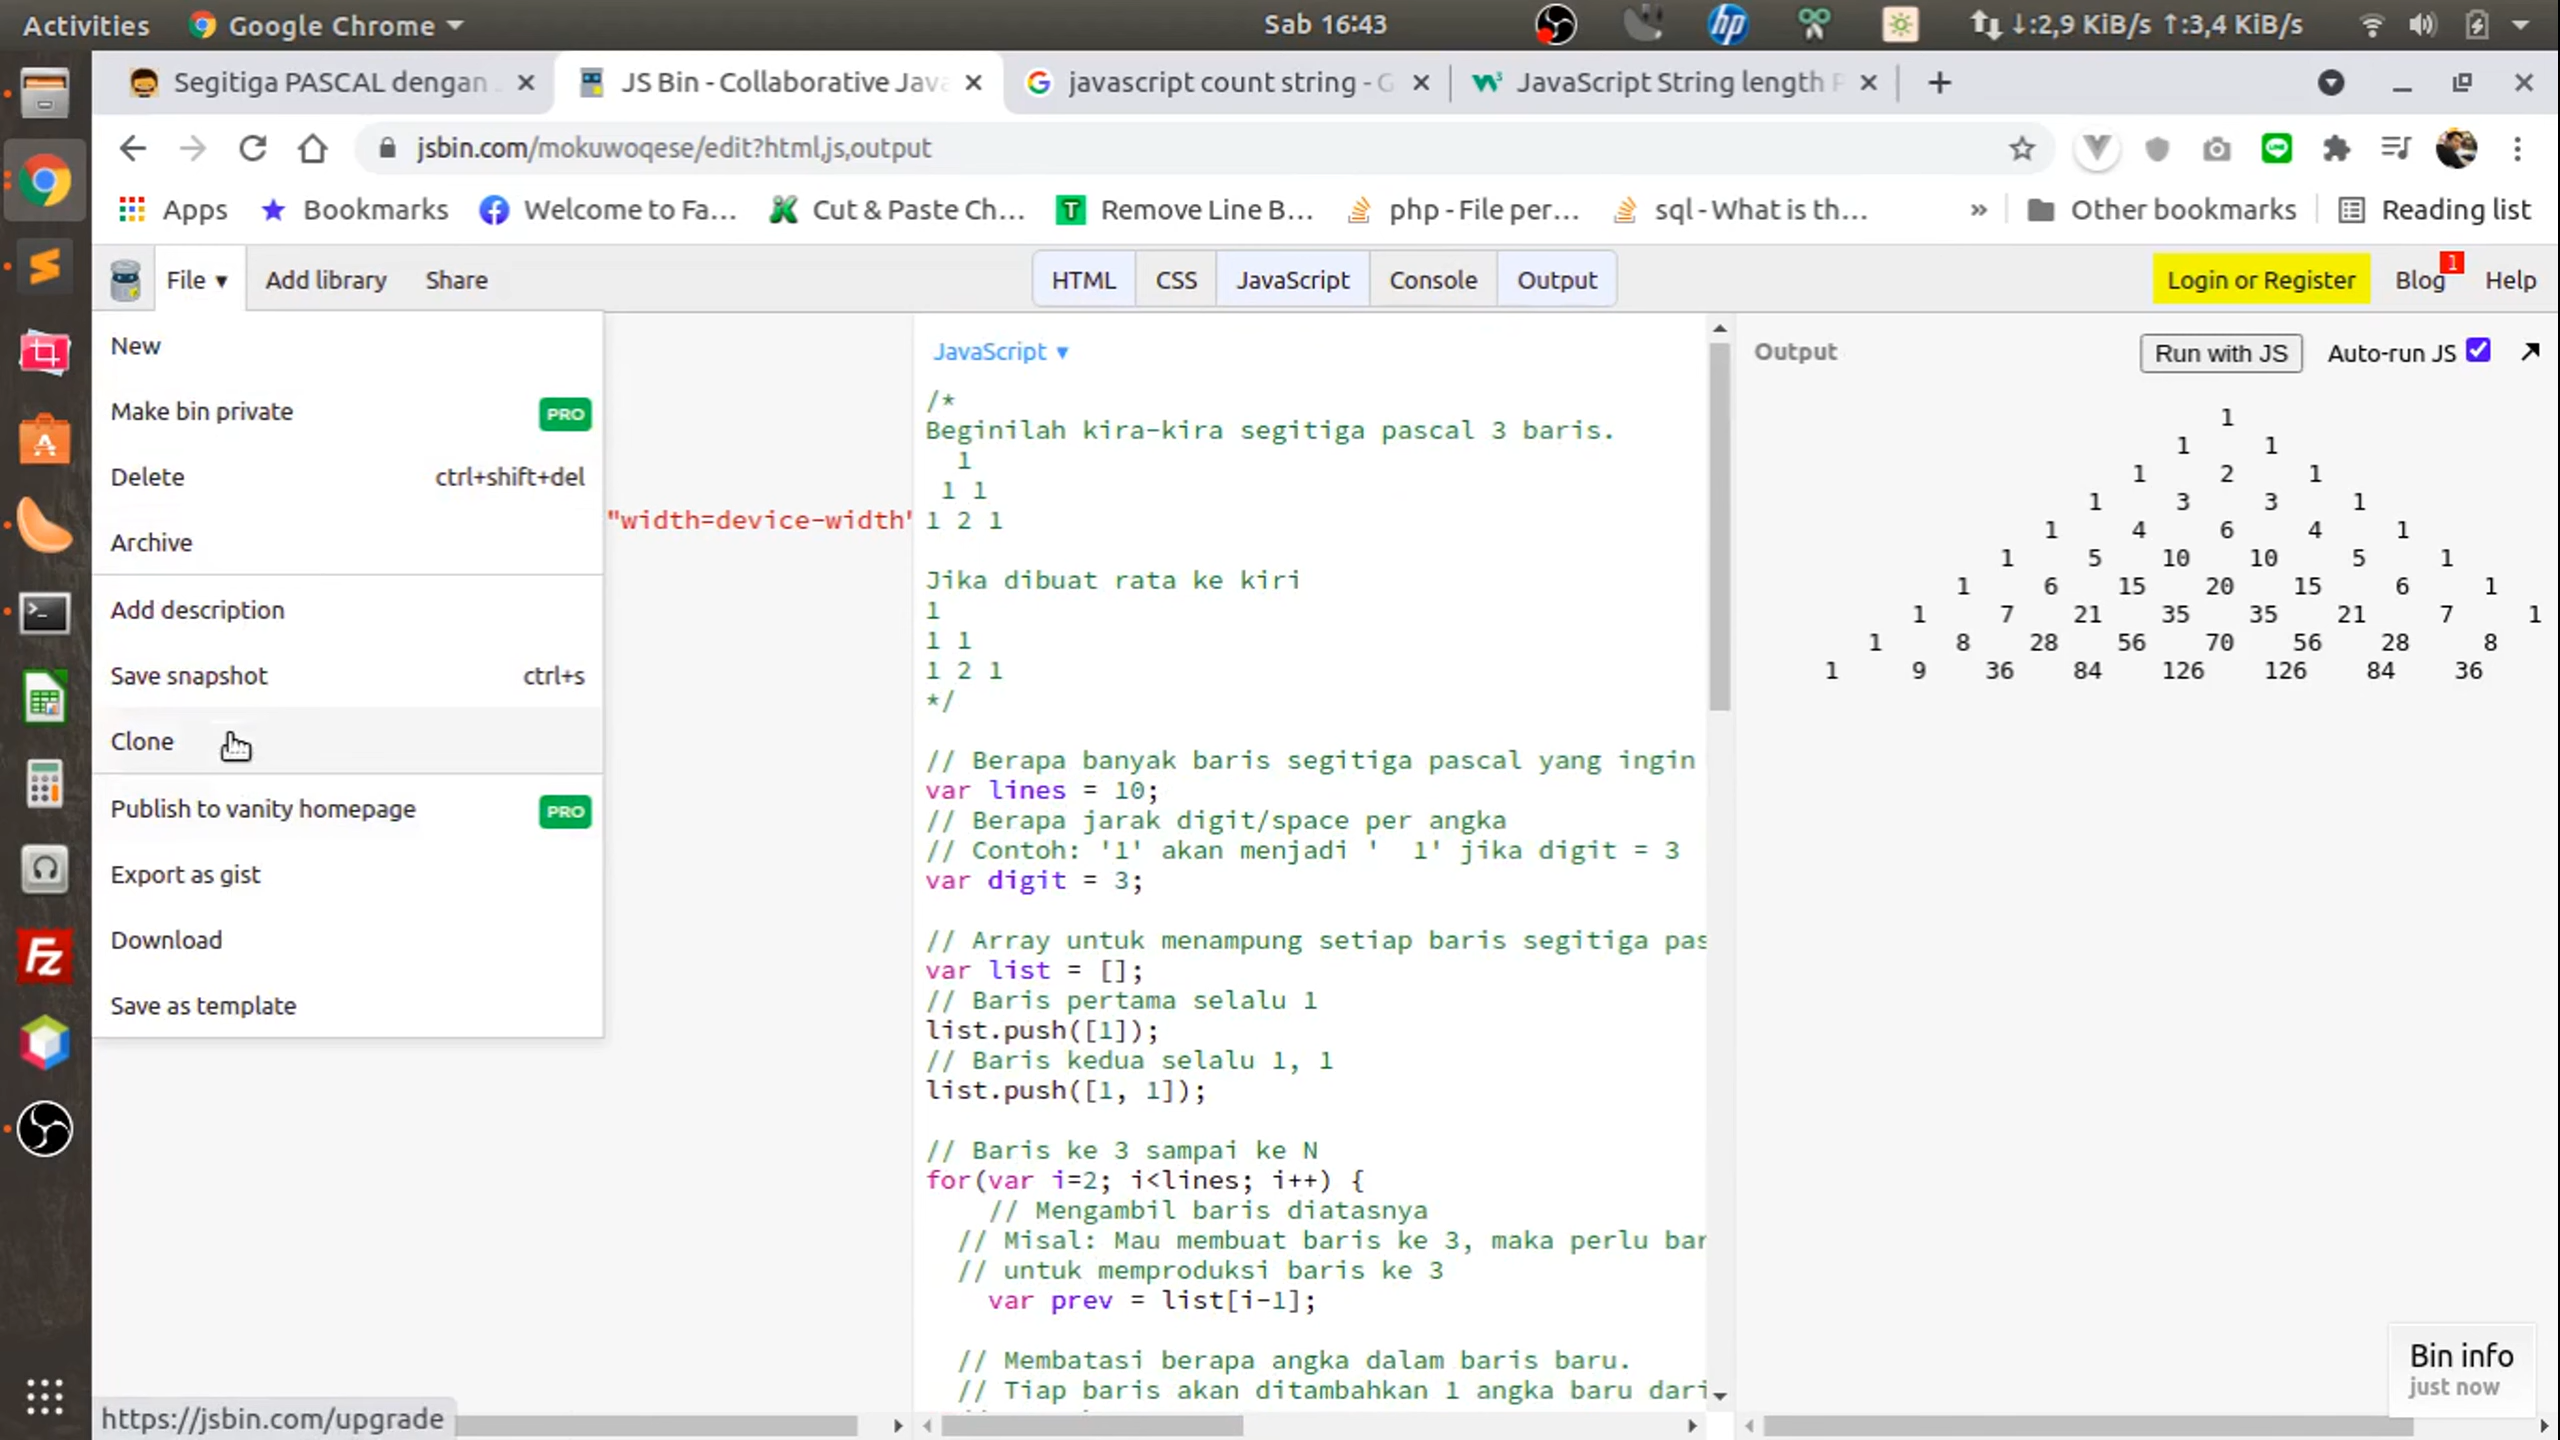 Activities
Google Chrome
Sab 16:43
↓:2,9 KiB/s ↑:3,4 KiB/s
Segitiga PASCAL dengan
JS Bin - Collaborative Java
javascript count string - G
JavaScript String length P
jsbin.com/mokuwoqese/edit?html,js,output
Apps
Bookmarks
Welcome to Fa...
Cut & Paste Ch...
Remove Line B...
php - File per...
sql - What is th...
»
Other bookmarks
Reading list
File ▾
Add library
Share
HTML
CSS
JavaScript
Console
Output
Login or Register
Blog
1
Help
New
Make bin private PRO
Delete ctrl+shift+del
Archive
Add description
Save snapshot ctrl+s
Clone
Publish to vanity homepage PRO
Export as gist
Download
Save as template
"width=device-width"
https://jsbin.com/upgrade
JavaScript ▾
/*
Beginilah kira-kira segitiga pascal 3 baris.
  1
 1 1
1 2 1
Jika dibuat rata ke kiri
1
1 1
1 2 1
*/
// Berapa banyak baris segitiga pascal yang ingin
var lines = 10;
// Berapa jarak digit/space per angka
// Contoh: '1' akan menjadi '  1' jika digit = 3
var digit = 3;
// Array untuk menampung setiap baris segitiga pas
var list = [];
// Baris pertama selalu 1
list.push([1]);
// Baris kedua selalu 1, 1
list.push([1, 1]);
// Baris ke 3 sampai ke N
for(var i=2; i<lines; i++) {
// Mengambil baris diatasnya
// Misal: Mau membuat baris ke 3, maka perlu bar
// untuk memproduksi baris ke 3
var prev = list[i-1];
// Membatasi berapa angka dalam baris baru.
// Tiap baris akan ditambahkan 1 angka baru dari
Output
Run with JS
Auto-run JS
1
1 1
1 2 1
1 3 3 1
1 4 6 4 1
1 5 10 10 5 1
1 6 15 20 15 6 1
1 7 21 35 35 21 7 1
1 8 28 56 70 56 28 8
1 9 36 84 126 126 84 36
Bin info
just now